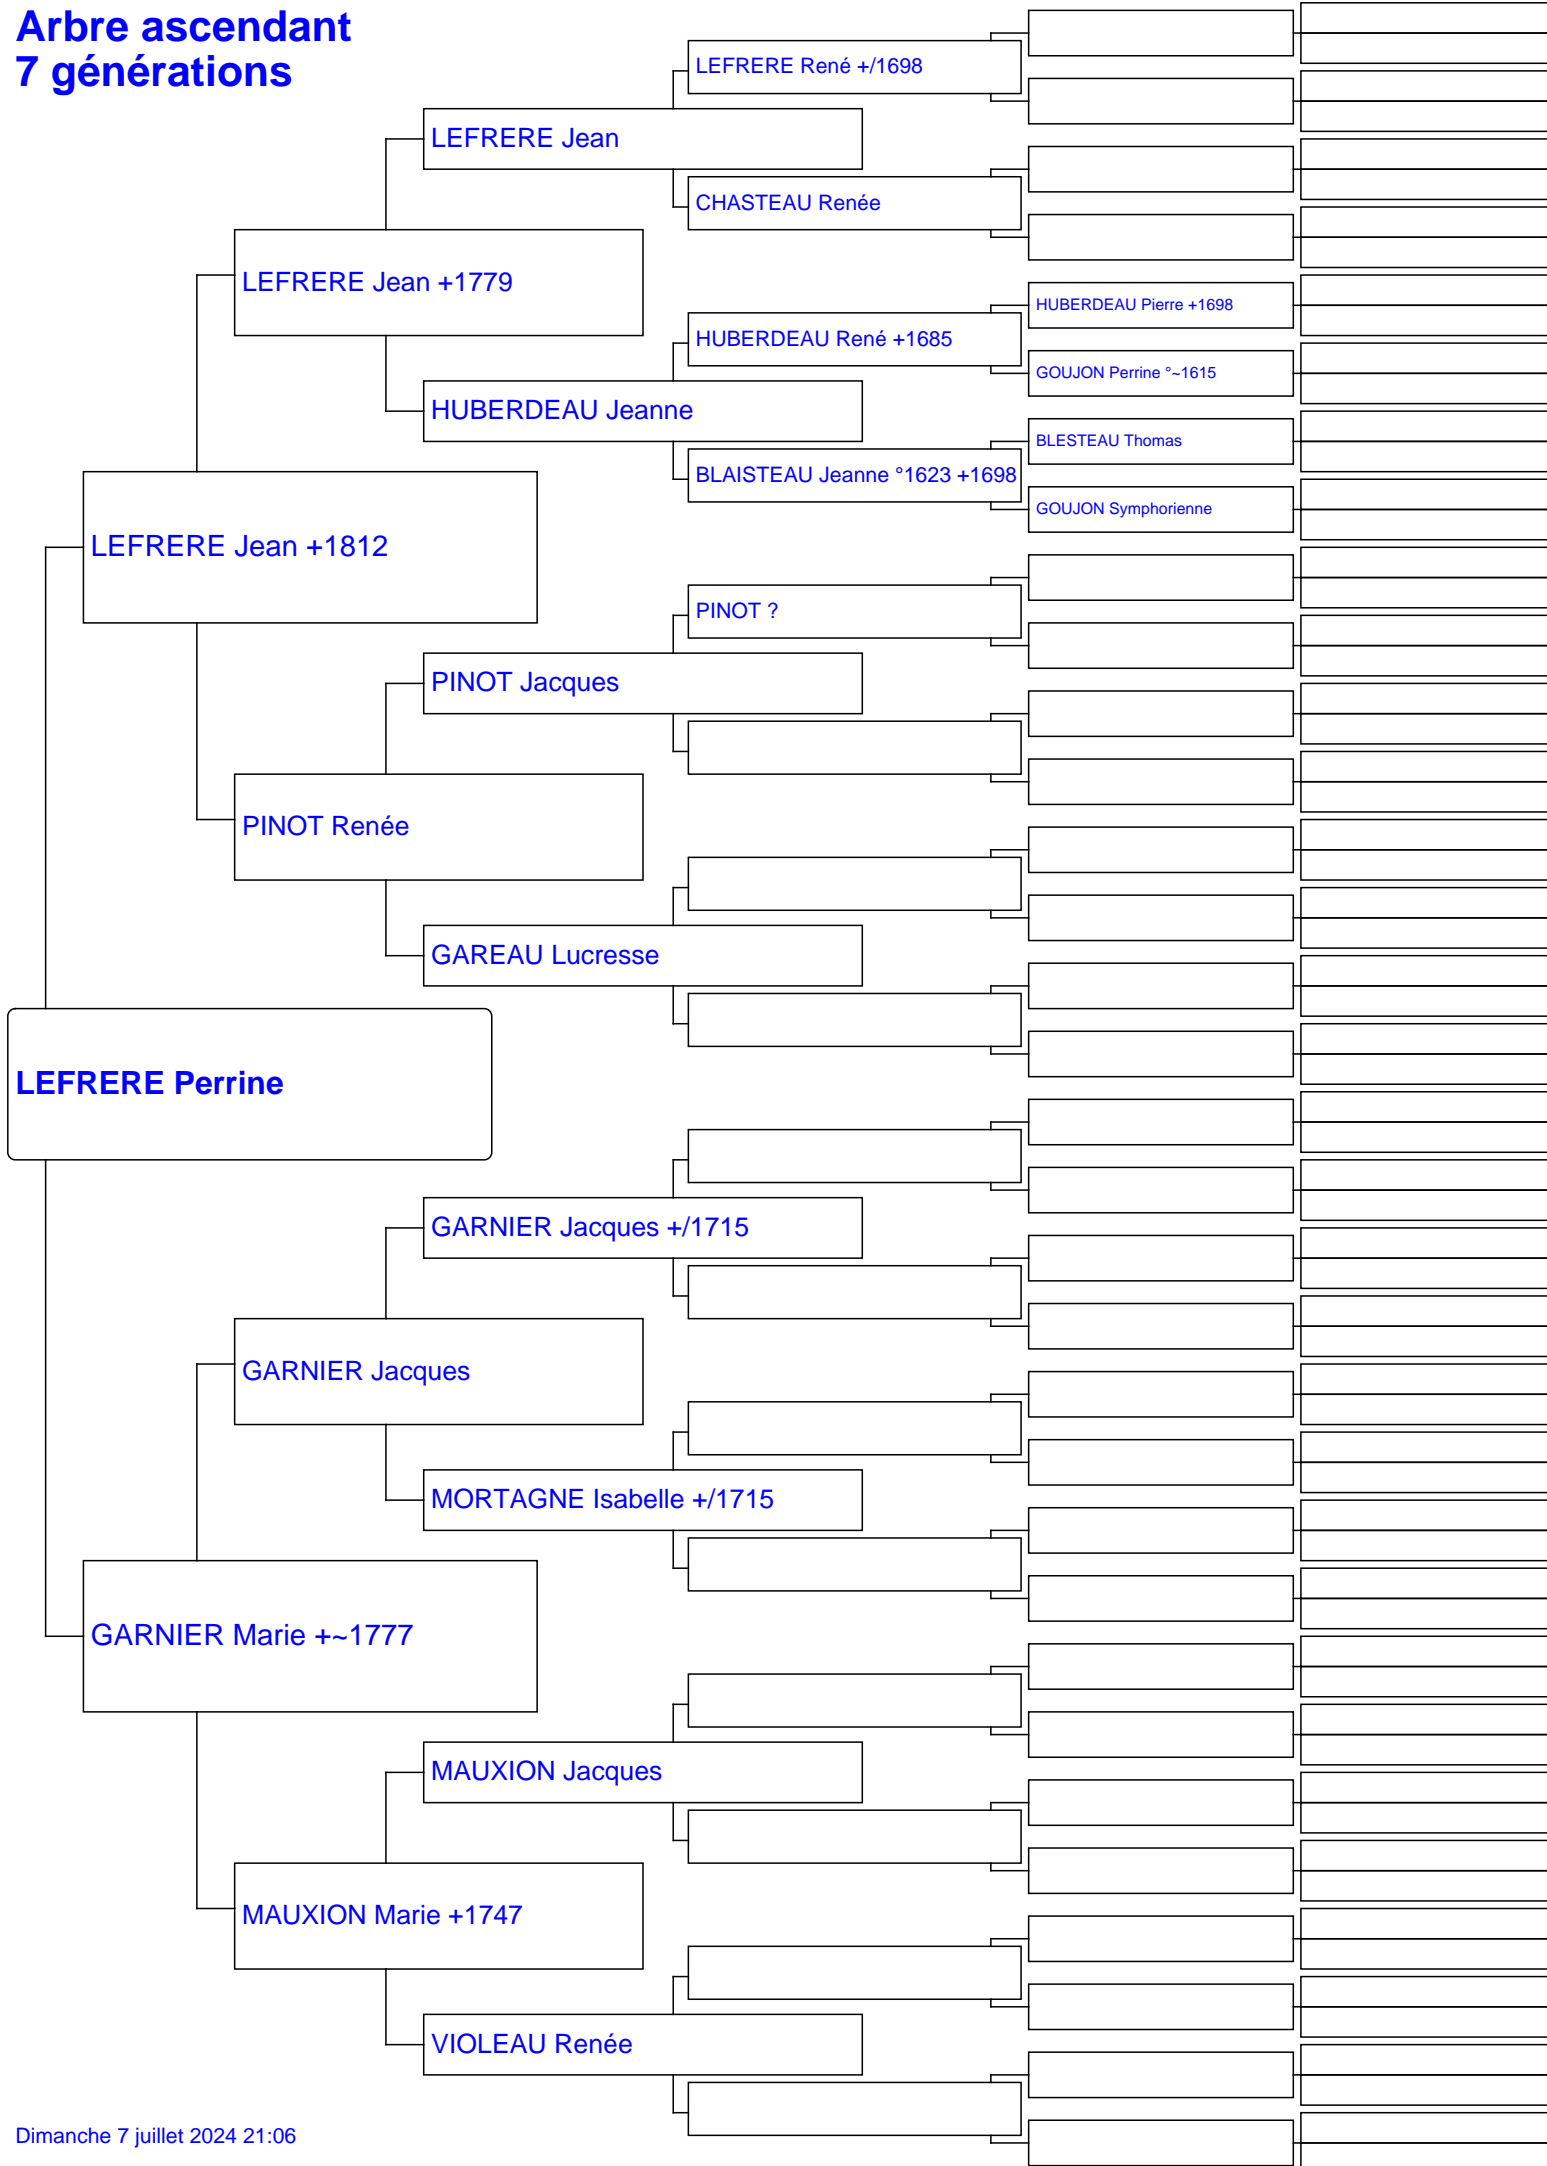 Arbre ascendant
7 générations
LEFRERE René +/1698
LEFRERE Jean
CHASTEAU Renée
LEFRERE Jean +1779
HUBERDEAU Pierre +1698
HUBERDEAU René +1685
GOUJON Perrine °~1615
HUBERDEAU Jeanne
BLESTEAU Thomas
BLAISTEAU Jeanne °1623 +1698
GOUJON Symphorienne
LEFRERE Jean +1812
PINOT ?
PINOT Jacques
PINOT Renée
GAREAU Lucresse
LEFRERE Perrine
GARNIER Jacques +/1715
GARNIER Jacques
MORTAGNE Isabelle +/1715
GARNIER Marie +~1777
MAUXION Jacques
MAUXION Marie +1747
VIOLEAU Renée
Dimanche 7 juillet 2024 21:06